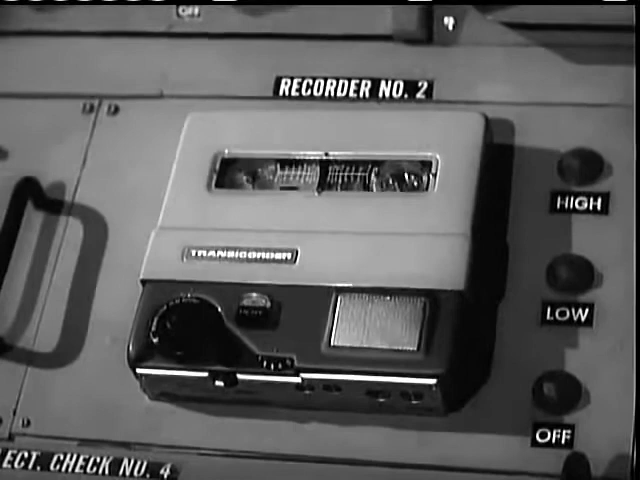 OFF
RECORDER NO. 2
TRANSICORDER
HIGH
LOW
OFF
ECT. CHECK NO. 4